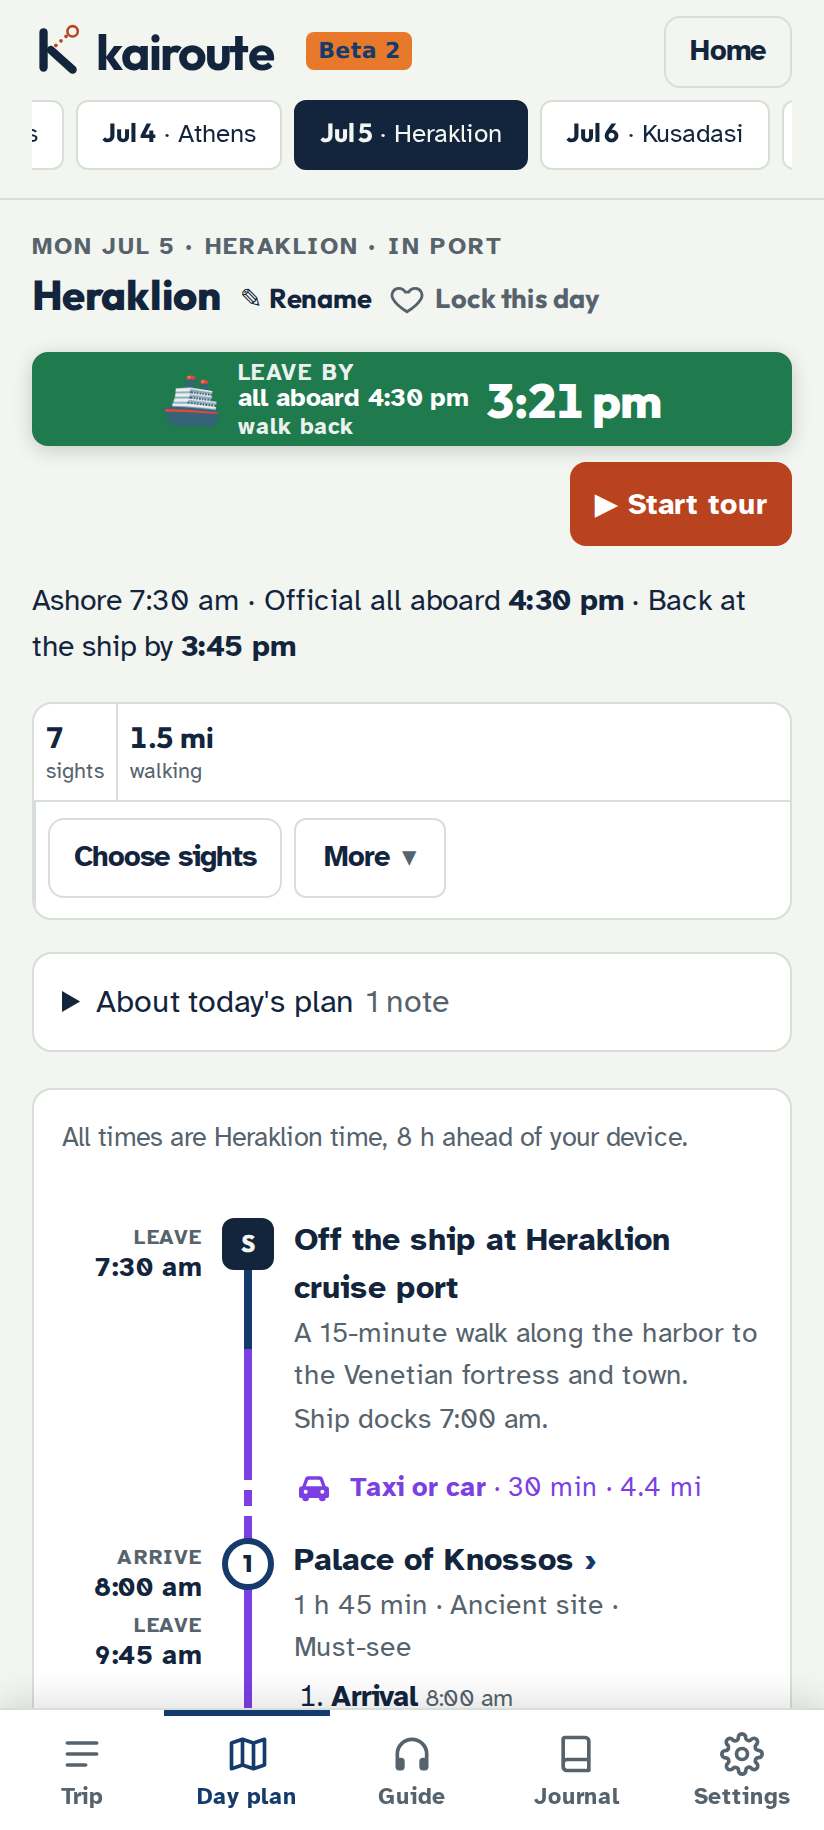 kairoute
Beta 2
Home
s
Jul 4 · Athens
Jul 5 · Heraklion
Jul 6 · Kusadasi
MON JUL 5 · HERAKLION · IN PORT
Heraklion
✎ Rename
Lock this day
LEAVE BY
all aboard 4:30 pm
walk back
3:21 pm
▶ Start tour
Ashore 7:30 am · Official all aboard 4:30 pm · Back at
the ship by 3:45 pm
7
sights
1.5 mi
walking
Choose sights
More ▼
▶ About today's plan 1 note
All times are Heraklion time, 8 h ahead of your device.
LEAVE
7:30 am
S
Off the ship at Heraklion
cruise port
A 15-minute walk along the harbor to
the Venetian fortress and town.
Ship docks 7:00 am.
Taxi or car · 30 min · 4.4 mi
ARRIVE
8:00 am
LEAVE
9:45 am
1
Palace of Knossos ›
1 h 45 min · Ancient site ·
Must-see
1. Arrival 8:00 am
Trip
Day plan
Guide
Journal
Settings